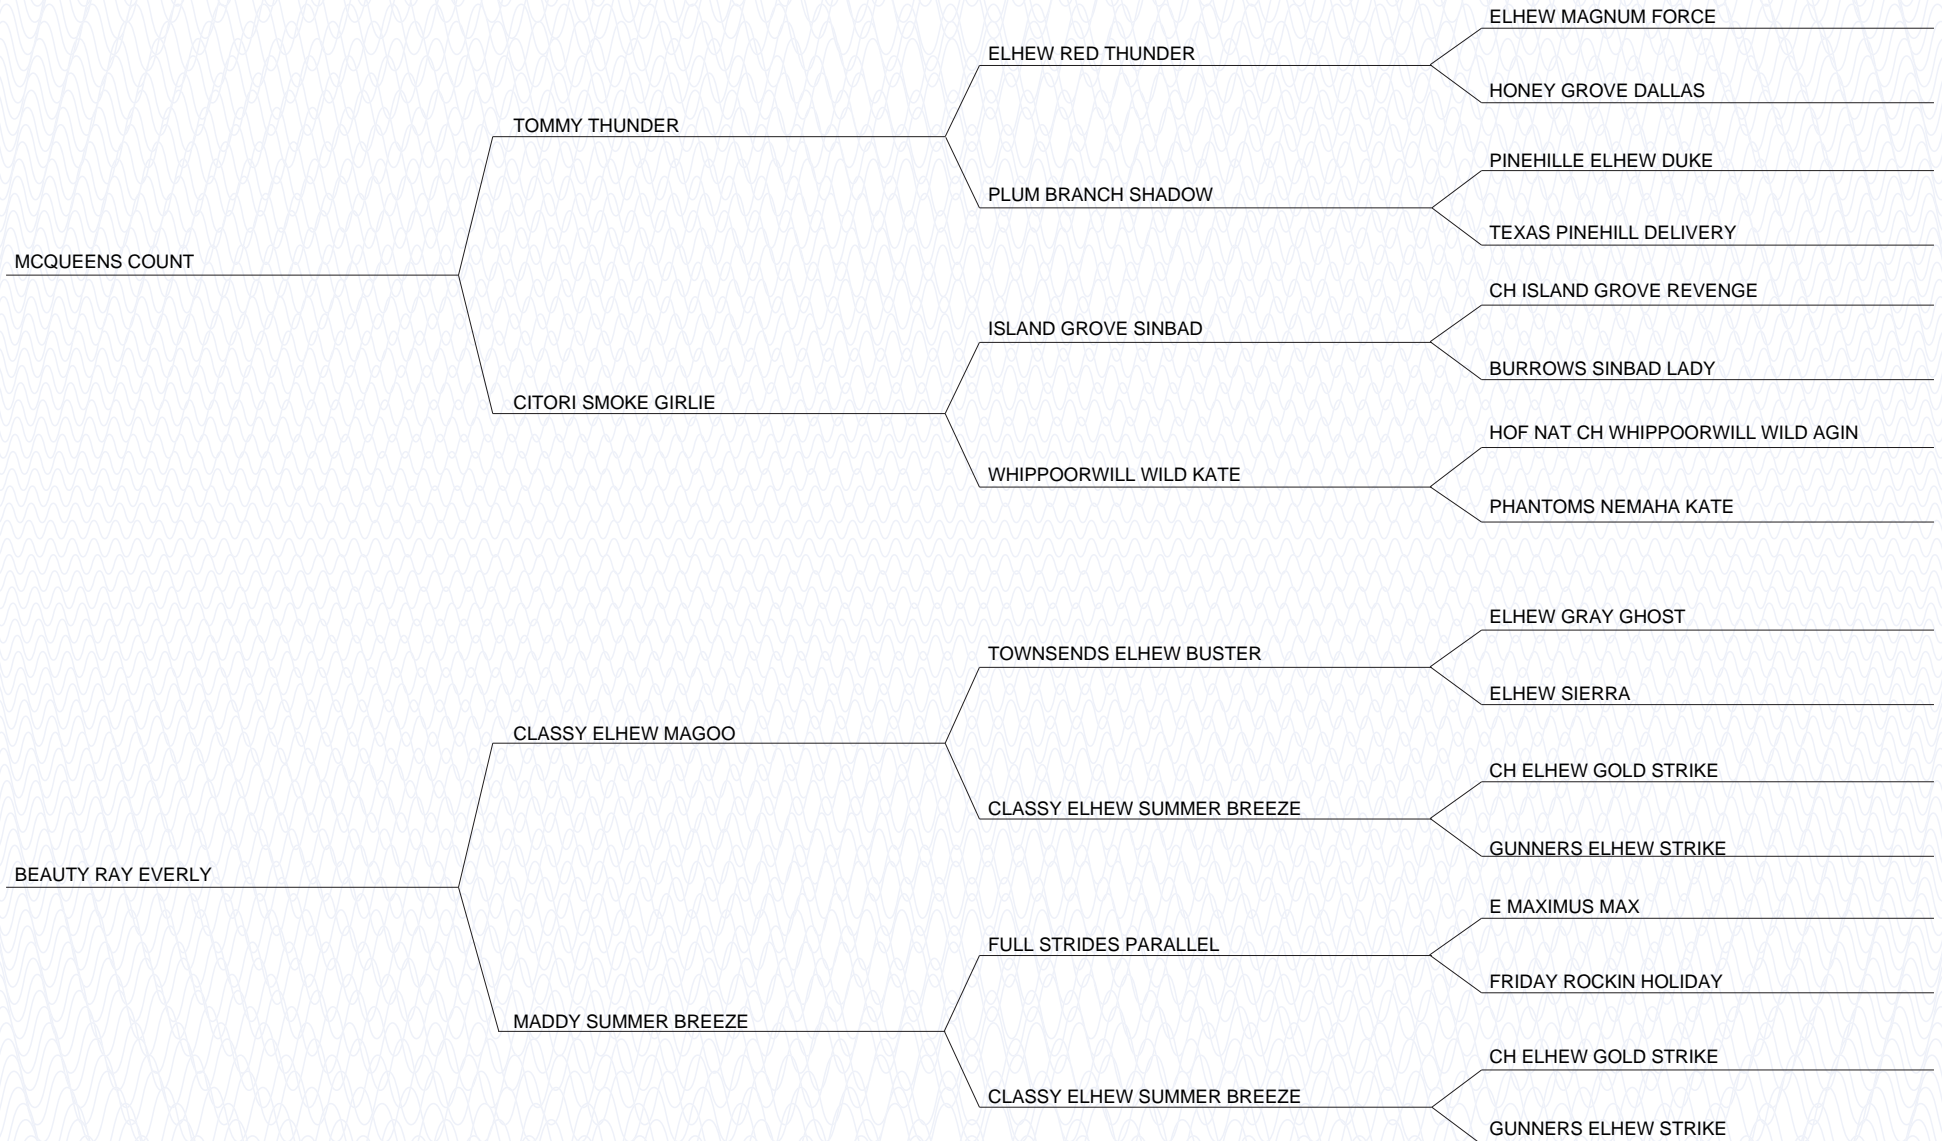 ELHEW MAGNUM FORCE
ELHEW RED THUNDER
HONEY GROVE DALLAS
TOMMY THUNDER
PINEHILLE ELHEW DUKE
PLUM BRANCH SHADOW
TEXAS PINEHILL DELIVERY
MCQUEENS COUNT
CH ISLAND GROVE REVENGE
ISLAND GROVE SINBAD
BURROWS SINBAD LADY
CITORI SMOKE GIRLIE
HOF NAT CH WHIPPOORWILL WILD AGIN
WHIPPOORWILL WILD KATE
PHANTOMS NEMAHA KATE
ELHEW GRAY GHOST
TOWNSENDS ELHEW BUSTER
ELHEW SIERRA
CLASSY ELHEW MAGOO
CH ELHEW GOLD STRIKE
CLASSY ELHEW SUMMER BREEZE
GUNNERS ELHEW STRIKE
BEAUTY RAY EVERLY
E MAXIMUS MAX
FULL STRIDES PARALLEL
FRIDAY ROCKIN HOLIDAY
MADDY SUMMER BREEZE
CH ELHEW GOLD STRIKE
CLASSY ELHEW SUMMER BREEZE
GUNNERS ELHEW STRIKE